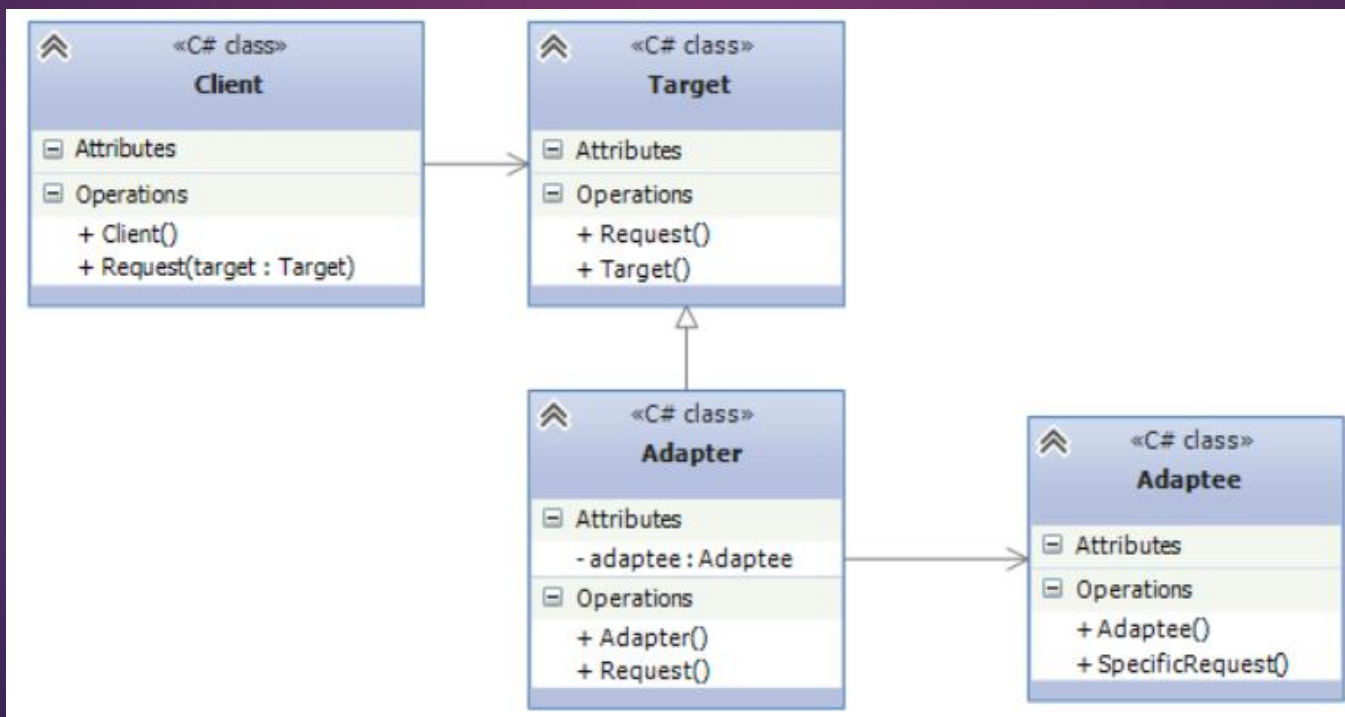 «C# class»
Client
Attributes
Operations
+ Client()
+ Request(target : Target)
«C# class»
Target
Attributes
Operations
+ Request()
+ Target()
«C# class»
Adapter
Attributes
- adaptee : Adaptee
Operations
+ Adapter()
+ Request()
«C# class»
Adaptee
Attributes
Operations
+ Adaptee()
+ SpecificRequest()